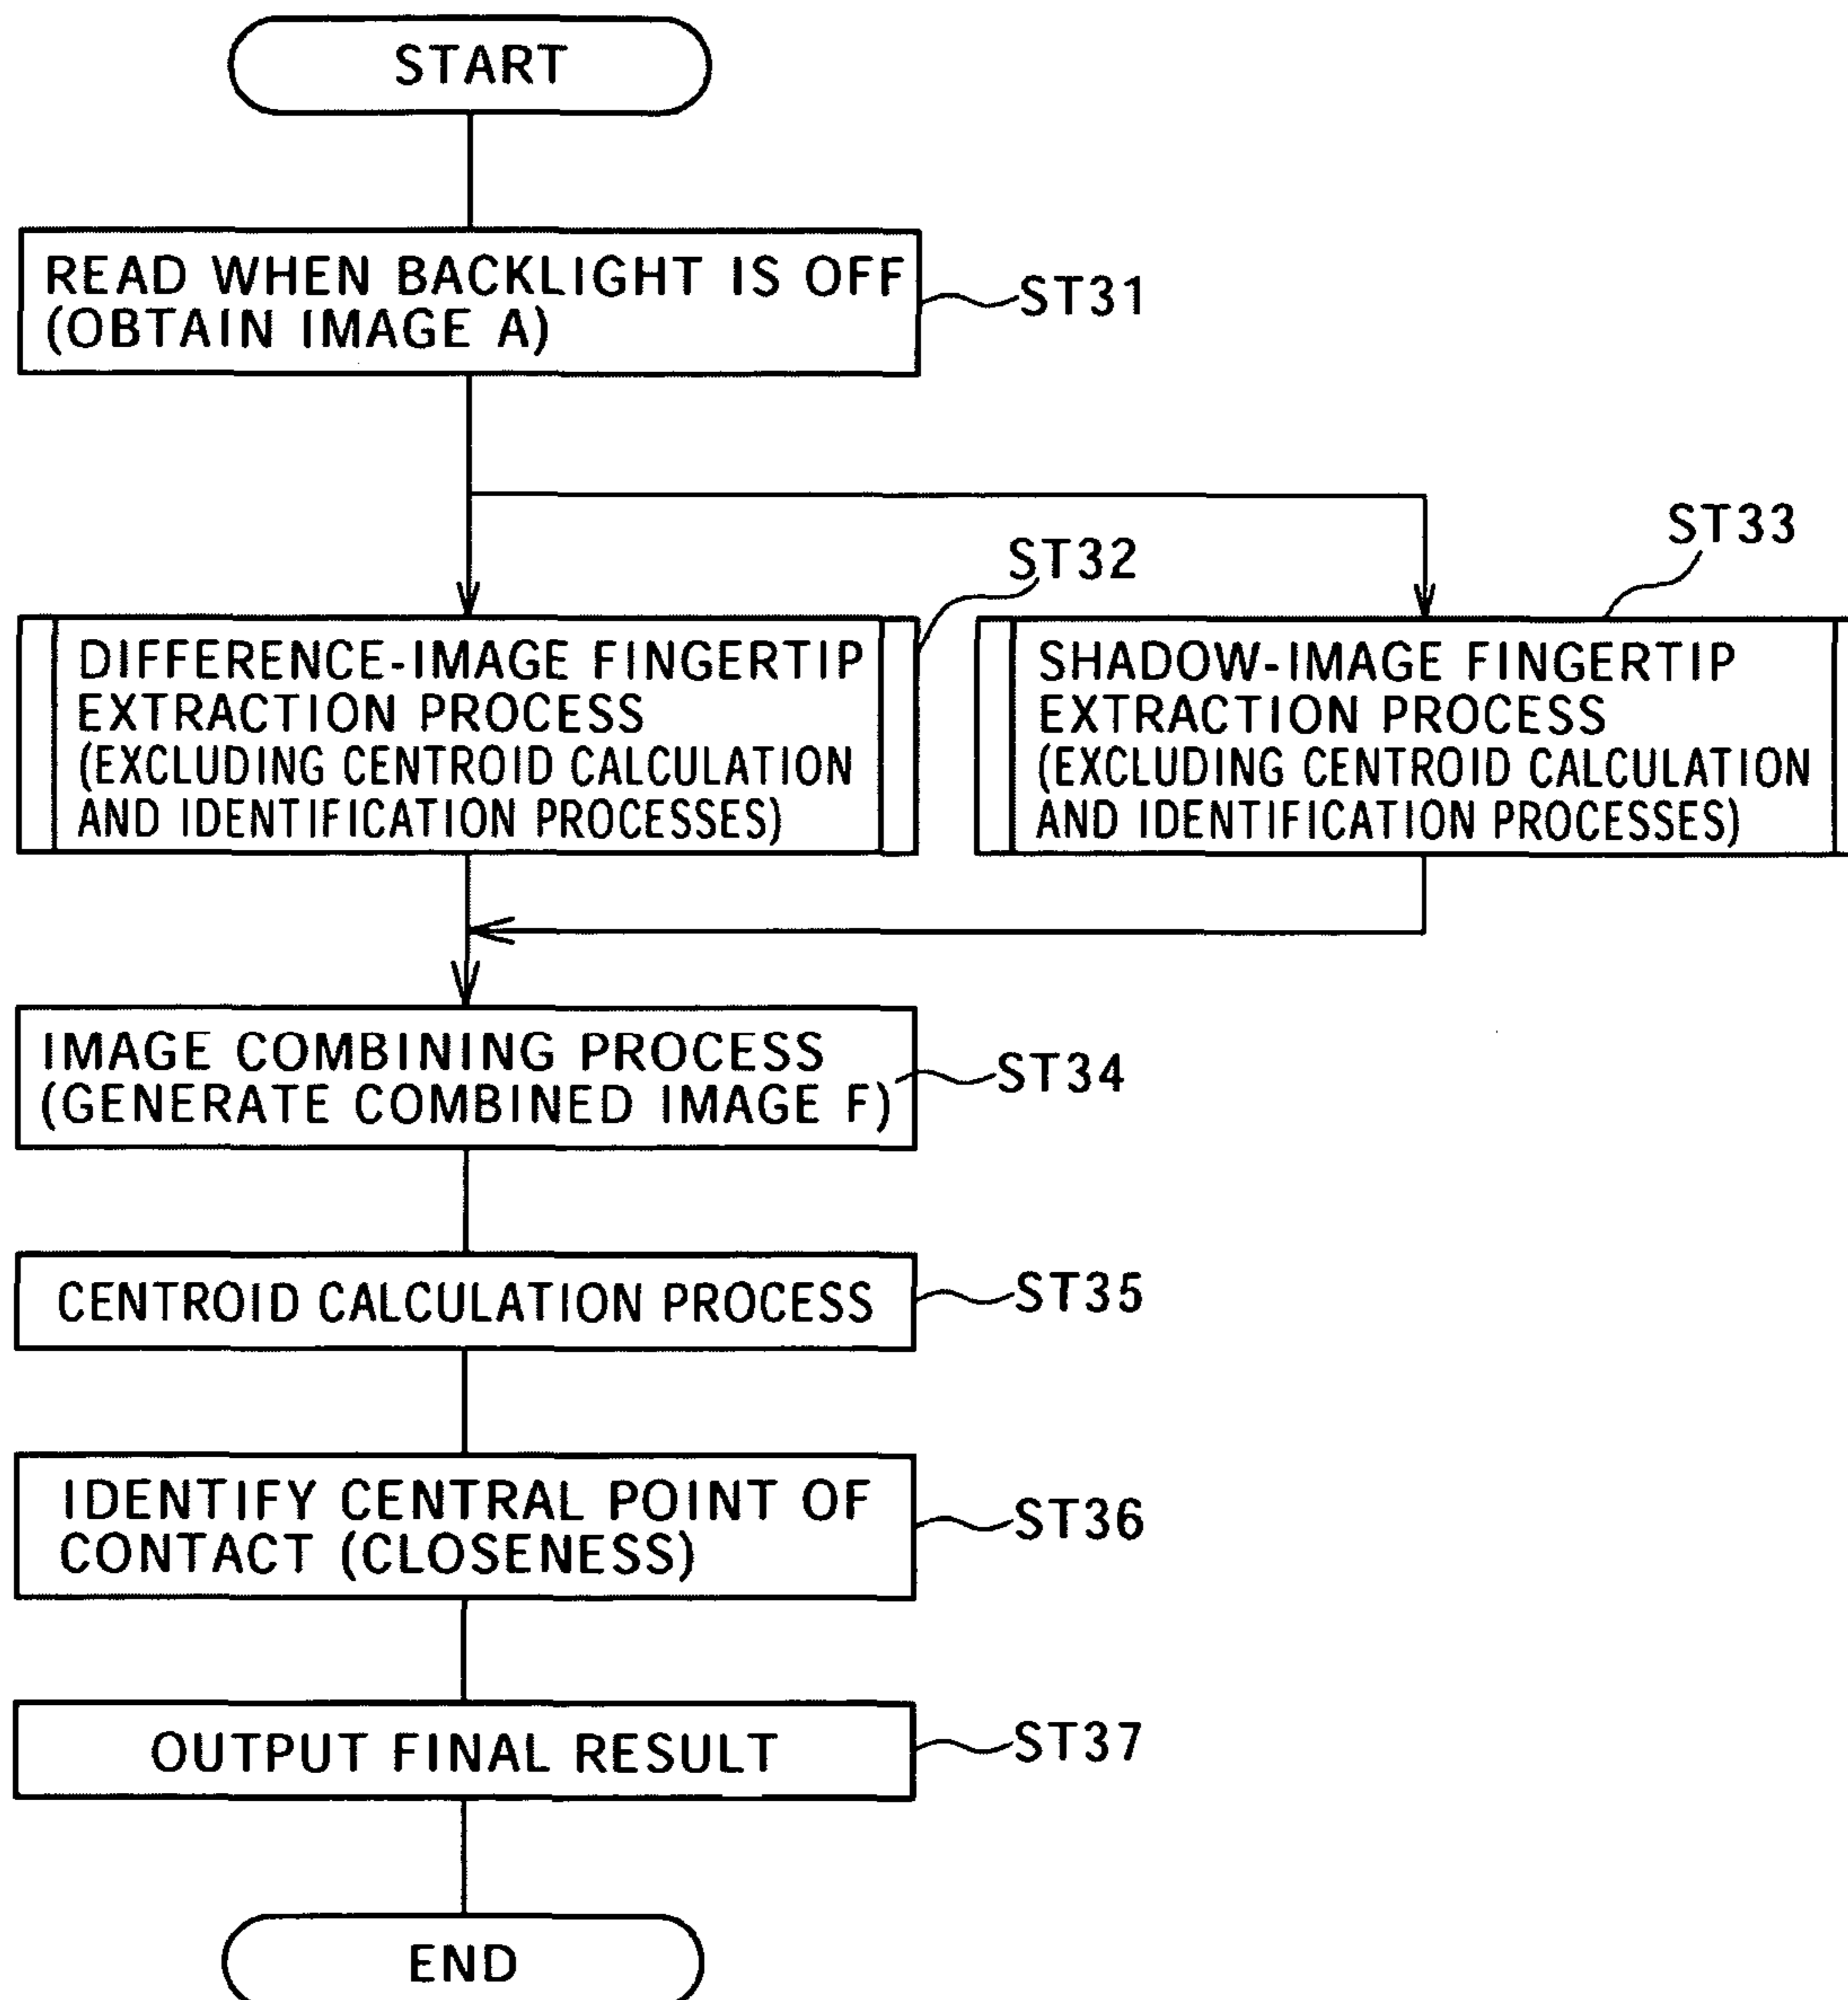 START
READ WHEN BACKLIGHT IS OFF
(OBTAIN IMAGE A)
ST31
ST32
ST33
DIFFERENCE-IMAGE FINGERTIP
EXTRACTION PROCESS
(EXCLUDING CENTROID CALCULATION
AND IDENTIFICATION PROCESSES)
SHADOW-IMAGE FINGERTIP
EXTRACTION PROCESS
(EXCLUDING CENTROID CALCULATION
AND IDENTIFICATION PROCESSES)
IMAGE COMBINING PROCESS
(GENERATE COMBINED IMAGE F)
ST34
CENTROID CALCULATION PROCESS
ST35
IDENTIFY CENTRAL POINT OF
CONTACT (CLOSENESS)
ST36
OUTPUT FINAL RESULT
ST37
END